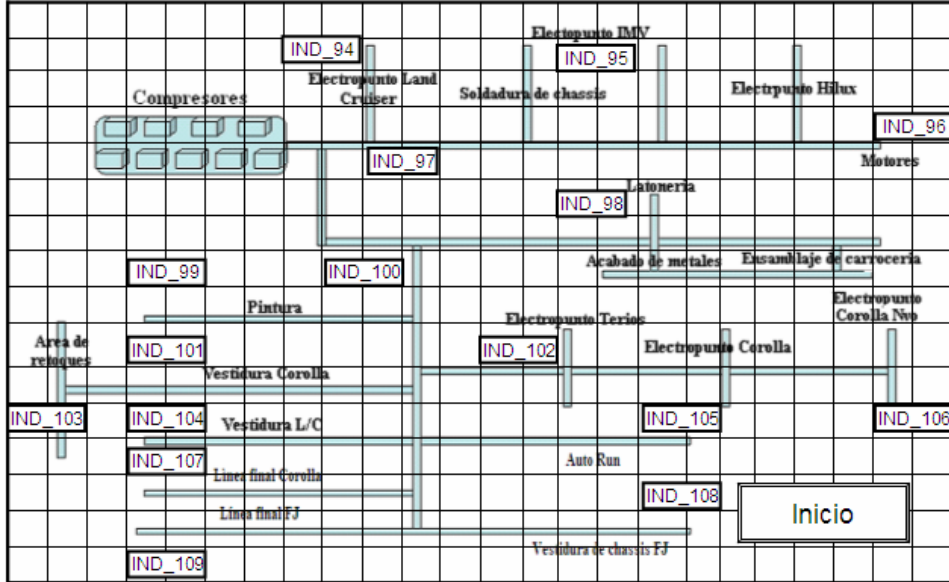 Electopunto IMV
IND_94
IND_95
Electropunto Land
Cruiser
Soldadura de chassis
Electrpunto Hilux
Compresores
IND_96
IND_97
Motores
Latoneria
IND_98
IND_99
IND_100
Acabado de metales
Ensamblaje de carroceria
Pintura
Electropunto
Corolla Nvo
Electropunto Terios
Area de
retoques
IND_101
IND_102
Electropunto Corolla
Vestidura Corolla
IND_103
IND_104
Vestidura L/C
IND_105
IND_106
IND_107
Auto Run
Linea final Corolla
IND_108
Linea final FJ
Inicio
Vestidura de chassis FJ
IND_109